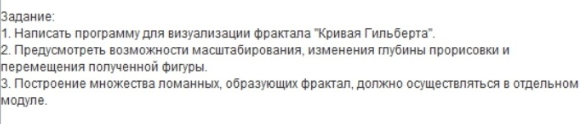 Задание:
1. Написать программу для визуализации фрактала "Кривая Гильберта".
2. Предусмотреть возможности масштабирования, изменения глубины прорисовки и
перемещения полученной фигуры.
3. Построение множества ломанных, образующих фрактал, должно осуществляться в отдельном
модуле.